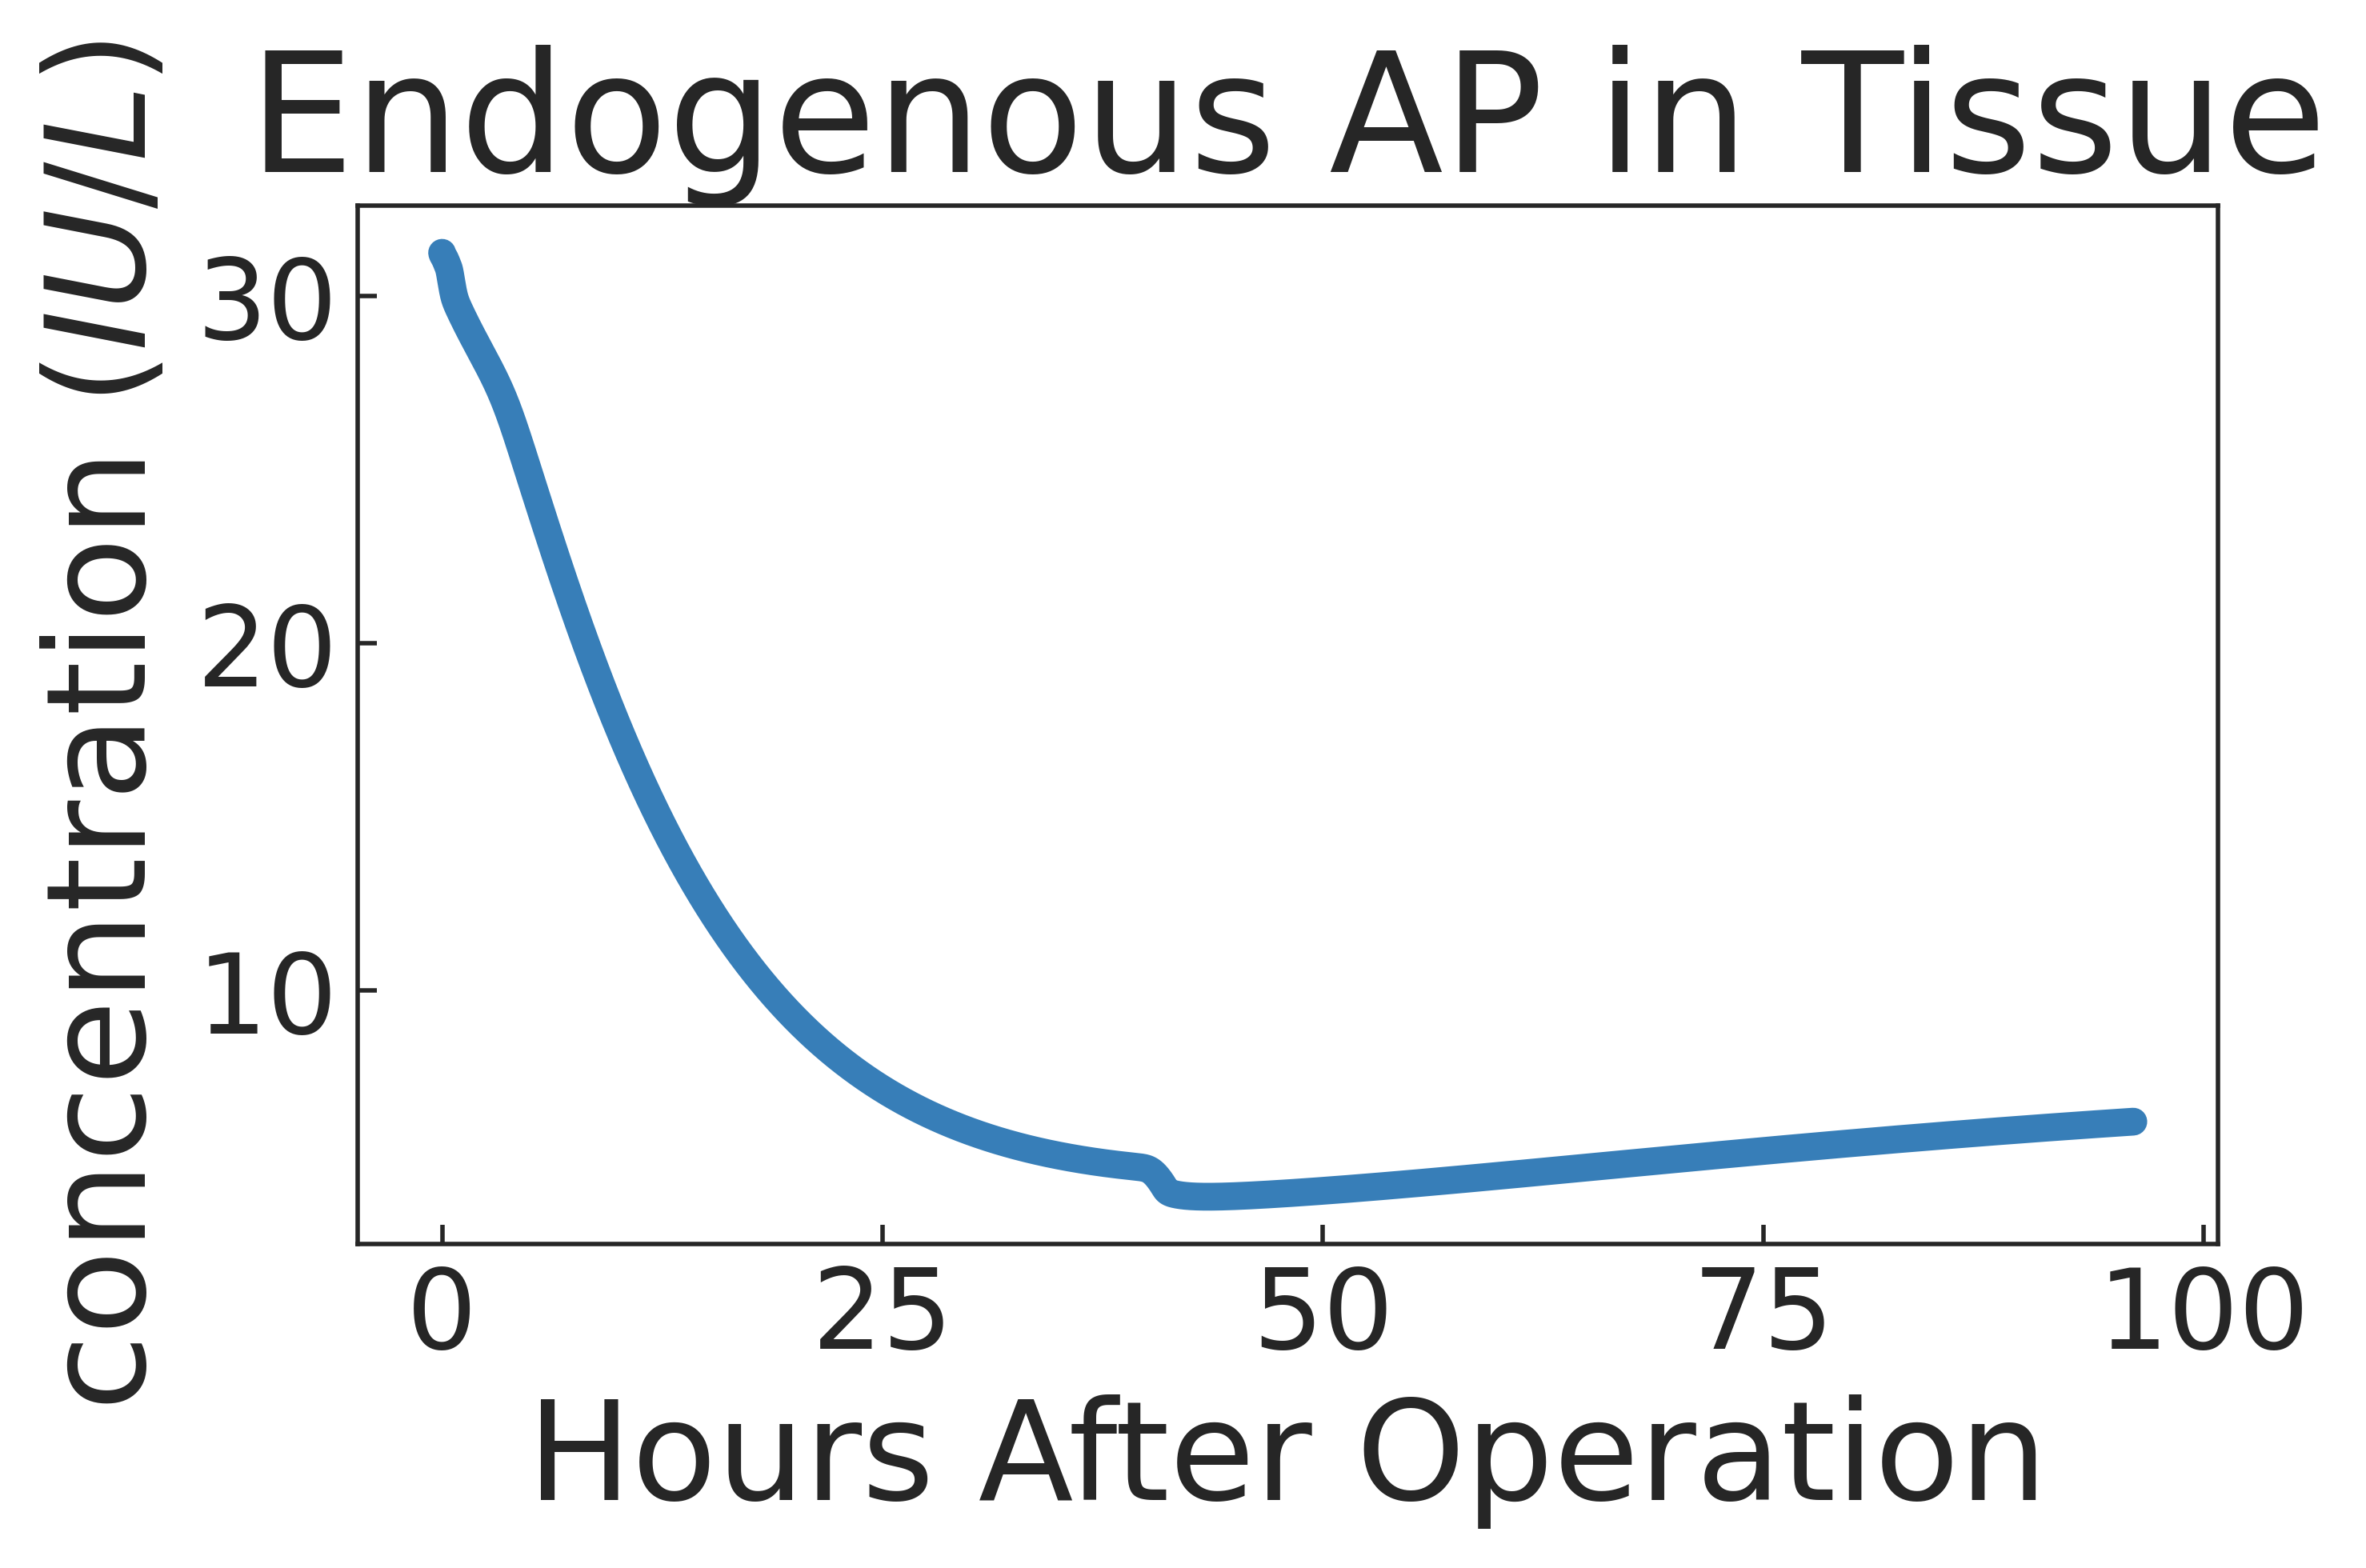 Endogenous AP in Tissue
concentration (IU/L)
30
20
10
0 25 50 75 100
Hours After Operation